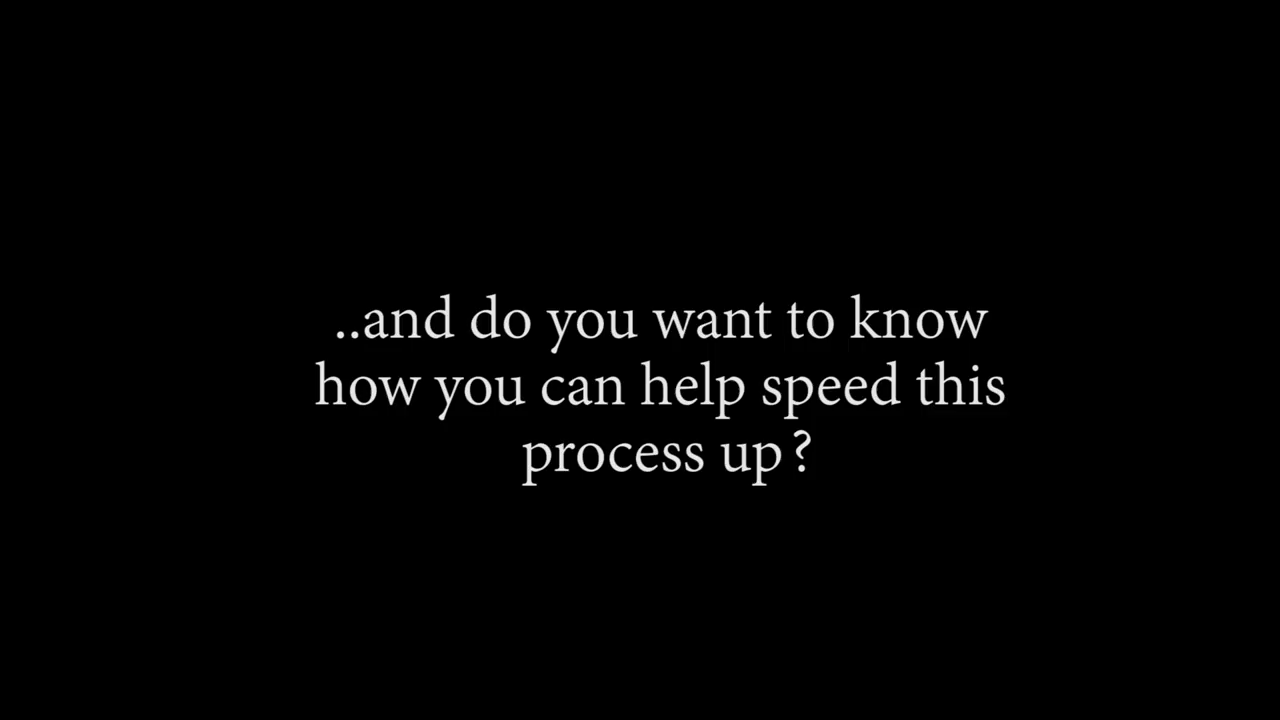 ..and do you want to know
how you can help speed this
process up?